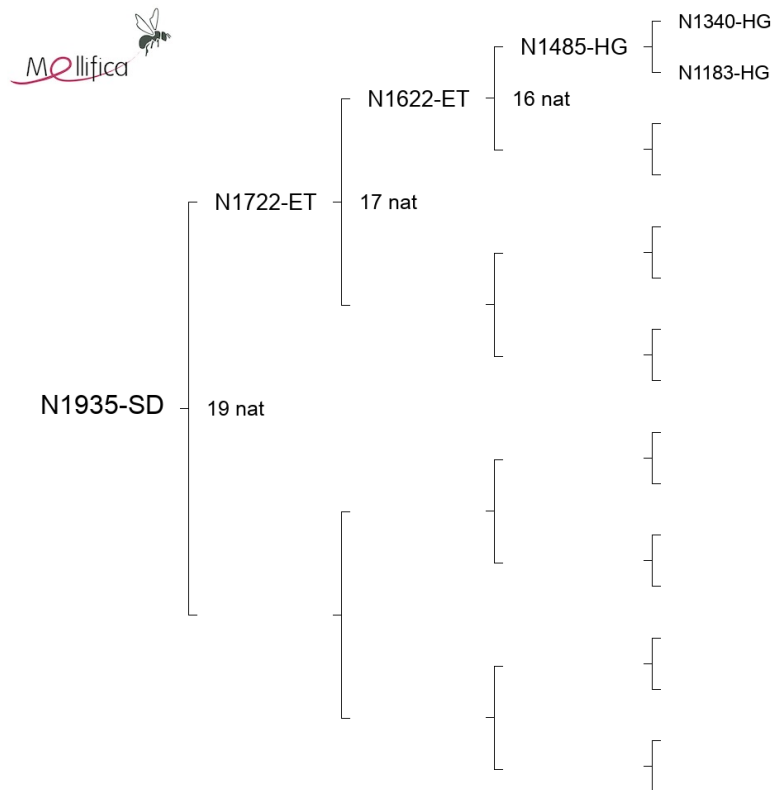 Mellifica
N1340-HG
N1485-HG
N1183-HG
N1622-ET
16 nat
N1722-ET
17 nat
N1935-SD
19 nat